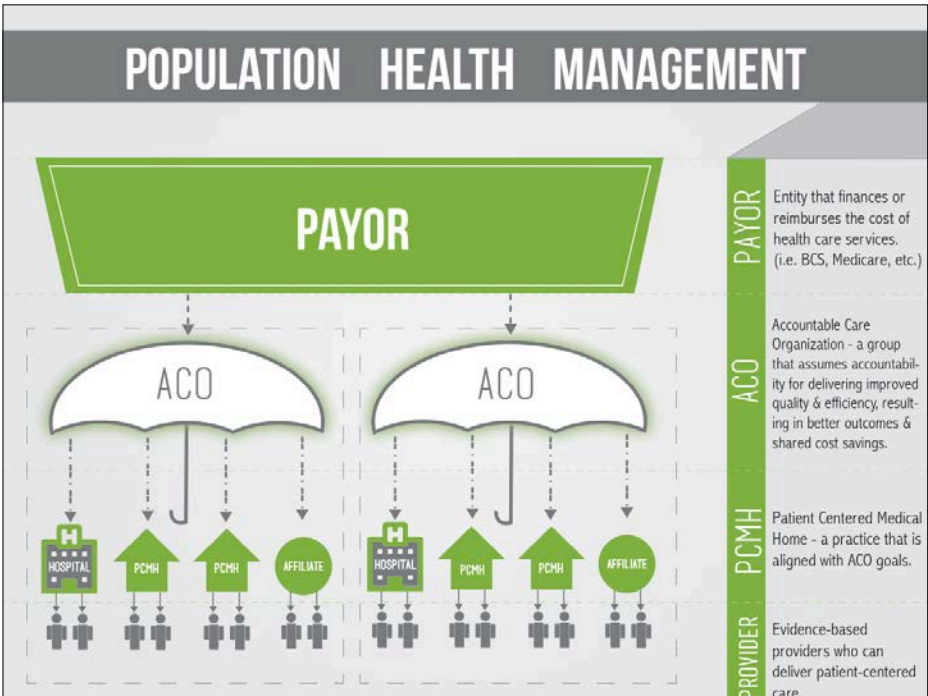 POPULATION HEALTH MANAGEMENT
PAYOR
ACO
ACO
H
HOSPITAL
PCMH
PCMH
AFFILIATE
H
HOSPITAL
PCMH
PCMH
AFFILIATE
PAYOR
Entity that finances or
reimburses the cost of
health care services.
(i.e. BCS, Medicare, etc.)
ACO
Accountable Care
Organization - a group
that assumes accountabil-
ity for delivering improved
quality & efficiency, result-
ing in better outcomes &
shared cost savings.
PCMH
Patient Centered Medical
Home - a practice that is
aligned with ACO goals.
PROVIDER
Evidence-based
providers who can
deliver patient-centered
care